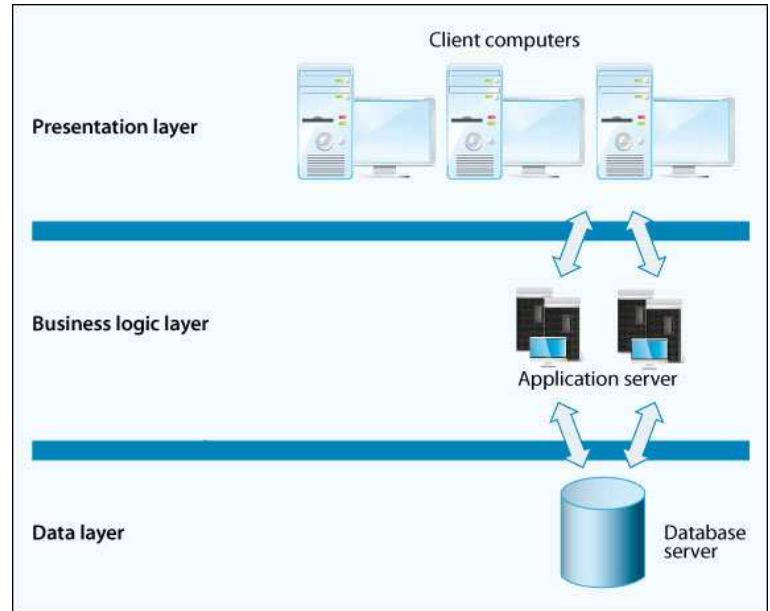 Client computers
Presentation layer
Business logic layer
Application server
Data layer
Database
server